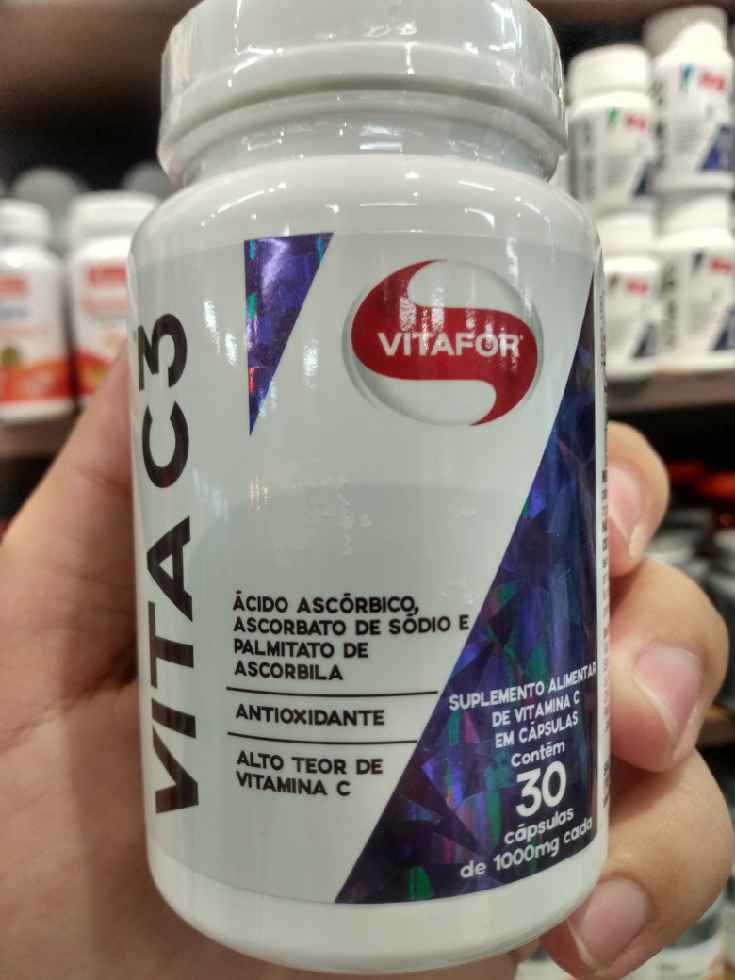 VITA C3
VITAFOR
ÁCIDO ASCÓRBICO,
ASCORBATO DE SÓDIO E
PALMITATO DE
ASCORBILA
ANTIOXIDANTE
ALTO TEOR DE
VITAMINA C
SUPLEMENTO ALIMENTAR
DE VITAMINA C
EM CÁPSULAS
Contém
30
cápsulas
de 1000mg cada